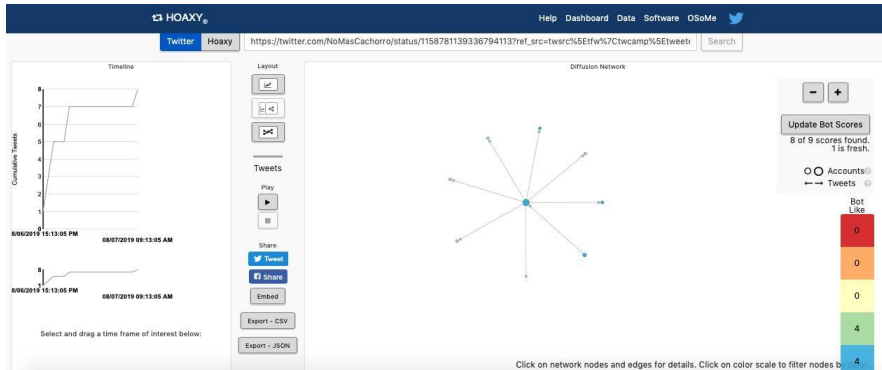 HOAXY®
Help Dashboard Data Software OSoMe
Twitter Hoaxy https://twitter.com/NoMasCachorro/status/1158781139336794113?ref_src=twsrc%5Etfw%7Ctwcamp%5Etweet Search
Timeline
Layout
Diffusion Network
Cumulative Tweets
8
7
6
5
4
3
2
1
0
8/06/2019 15:13:05 PM
08/07/2019 09:13:05 AM
8
1
8/06/2019 15:13:05 PM
08/07/2019 09:13:05 AM
Select and drag a time frame of interest below:
Tweets
Play
Share
Tweet
Share
Embed
Export - CSV
Export - JSON
- +
Update Bot Scores
8 of 9 scores found.
1 is fresh.
Accounts
Tweets
Bot
Like
0
0
0
4
4
Click on network nodes and edges for details. Click on color scale to filter nodes by